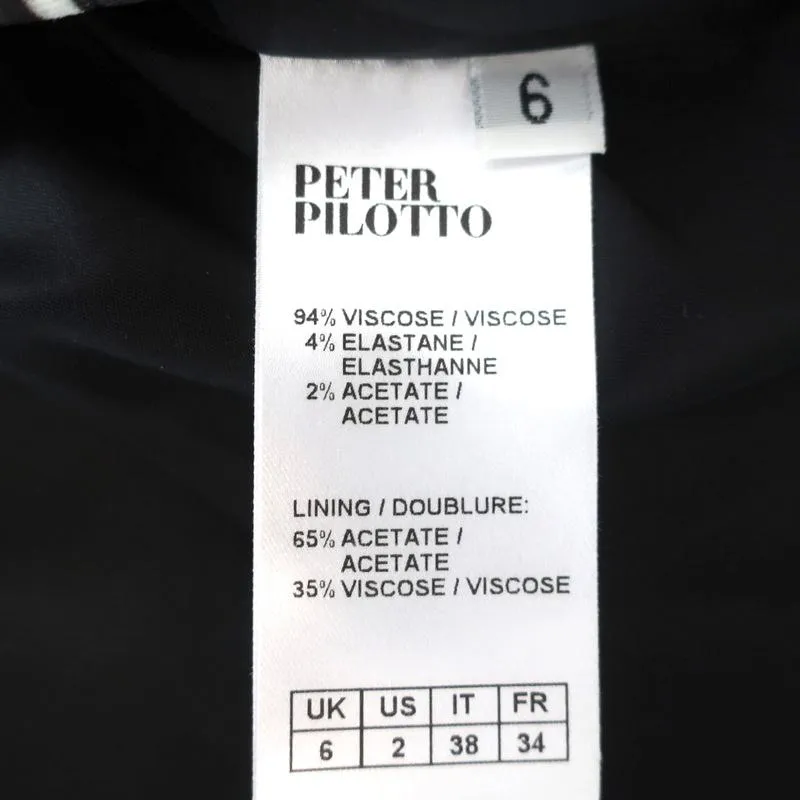 6
PETER
PILOTTO
94% VISCOSE / VISCOSE
4% ELASTANE /
ELASTHANNE
2% ACETATE /
ACETATE
LINING / DOUBLURE:
65% ACETATE /
ACETATE
35% VISCOSE / VISCOSE
UK US IT FR
6 2 38 34